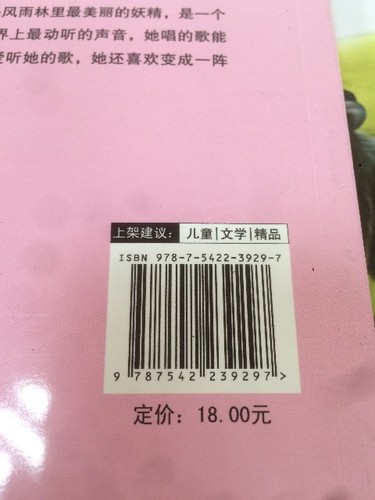 风雨林里最美丽的妖精，是一个
界上最动听的声音，她唱的歌能
听她的歌，她还喜欢变成一阵
上架建议： 儿童|文学|精品
ISBN 978-7-5422-3929-7
9 787542 239297>
定价：18.00元